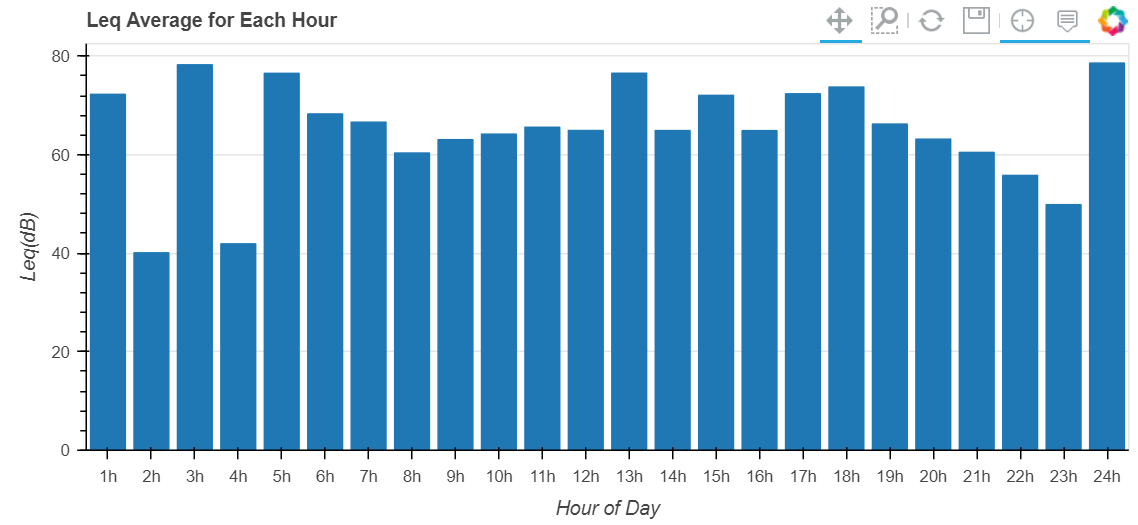 Leq Average for Each Hour
80
60
40
20
0
Leq(dB)
1h 2h 3h 4h 5h 6h 7h 8h 9h 10h 11h 12h 13h 14h 15h 16h 17h 18h 19h 20h 21h 22h 23h 24h
Hour of Day